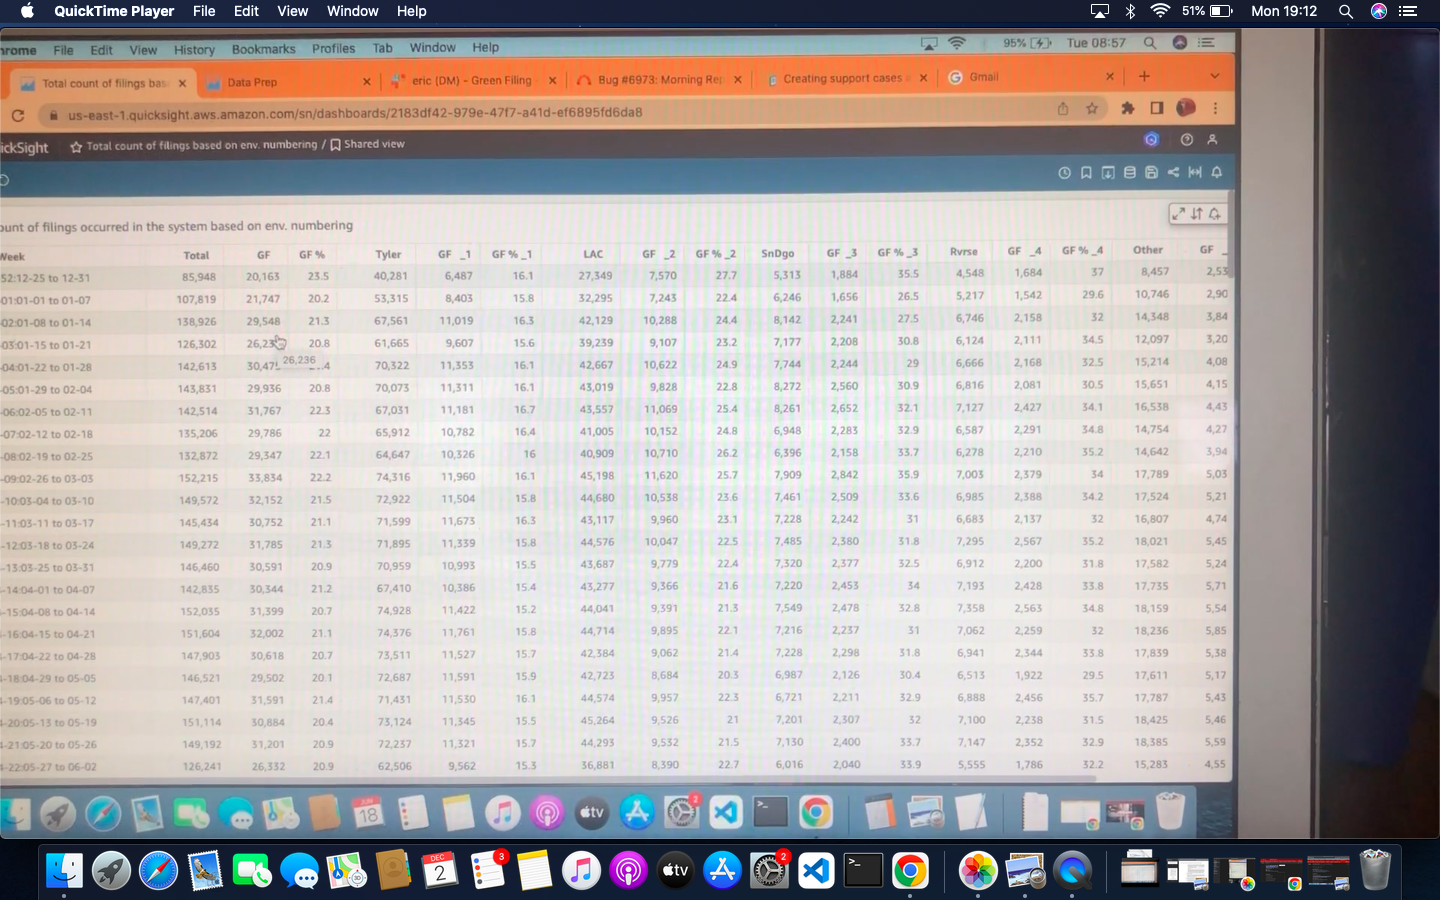 QuickTime Player File Edit View Window Help 51% Mon 19:12
rome File Edit View History Bookmarks Profiles Tab Window Help 95% Tue 08:57
Total count of filings bas Data Prep eric (DM) - Green Filing - Bug #6973: Morning Rep Creating support cases a Gmail
us-east-1.quicksight.aws.amazon.com/sn/dashboards/2183df42-979e-47f7-a41d-ef6895fd6da8
ickSight Total count of filings based on env. numbering / Shared view
ount of filings occurred in the system based on env. numbering
Week Total GF GF % Tyler GF _1 GF % _1 LAC GF _2 GF % _2 SnDgo GF _3 GF % _3 Rvrse GF _4 GF % _4 Other GF _
52:12-25 to 12-31 85,948 20,163 23.5 40,281 6,487 16.1 27,349 7,570 27.7 5,313 1,884 35.5 4,548 1,684 37 8,457 2,53
01:01-01 to 01-07 107,819 21,747 20.2 53,315 8,403 15.8 32,295 7,243 22.4 6,246 1,656 26.5 5,217 1,542 29.6 10,746 2,90
02:01-08 to 01-14 138,926 29,548 21.3 67,561 11,019 16.3 42,129 10,288 24.4 8,142 2,241 27.5 6,746 2,158 32 14,348 3,84
-03:01-15 to 01-21 126,302 26,23 20.8 61,665 9,607 15.6 39,239 9,107 23.2 7,177 2,208 30.8 6,124 2,111 34.5 12,097 3,20
26,236
-04:01-22 to 01-28 142,613 30,47 .4 70,322 11,353 16.1 42,667 10,622 24.9 7,744 2,244 29 6,666 2,168 32.5 15,214 4,08
-05:01-29 to 02-04 143,831 29,936 20.8 70,073 11,311 16.1 43,019 9,828 22.8 8,272 2,560 30.9 6,816 2,081 30.5 15,651 4,15
-06:02-05 to 02-11 142,514 31,767 22.3 67,031 11,181 16.7 43,557 11,069 25.4 8,261 2,652 32.1 7,127 2,427 34.1 16,538 4,43
-07:02-12 to 02-18 135,206 29,786 22 65,912 10,782 16.4 41,005 10,152 24.8 6,948 2,283 32.9 6,587 2,291 34.8 14,754 4,27
-08:02-19 to 02-25 132,872 29,347 22.1 64,647 10,326 16 40,909 10,710 26.2 6,396 2,158 33.7 6,278 2,210 35.2 14,642 3,94
-09:02-26 to 03-03 152,215 33,834 22.2 74,316 11,960 16.1 45,198 11,620 25.7 7,909 2,842 35.9 7,003 2,379 34 17,789 5,03
-10:03-04 to 03-10 149,572 32,152 21.5 72,922 11,504 15.8 44,680 10,538 23.6 7,461 2,509 33.6 6,985 2,388 34.2 17,524 5,21
-11:03-11 to 03-17 145,434 30,752 21.1 71,599 11,673 16.3 43,117 9,960 23.1 7,228 2,242 31 6,683 2,137 32 16,807 4,74
-12:03-18 to 03-24 149,272 31,785 21.3 71,895 11,339 15.8 44,576 10,047 22.5 7,485 2,380 31.8 7,295 2,567 35.2 18,021 5,45
-13:03-25 to 03-31 146,460 30,591 20.9 70,959 10,993 15.5 43,687 9,779 22.4 7,320 2,377 32.5 6,912 2,200 31.8 17,582 5,24
-14:04-01 to 04-07 142,835 30,344 21.2 67,410 10,386 15.4 43,277 9,366 21.6 7,220 2,453 34 7,193 2,428 33.8 17,735 5,71
-15:04-08 to 04-14 152,035 31,399 20.7 74,928 11,422 15.2 44,041 9,391 21.3 7,549 2,478 32.8 7,358 2,563 34.8 18,159 5,54
-16:04-15 to 04-21 151,604 32,002 21.1 74,376 11,761 15.8 44,714 9,895 22.1 7,216 2,237 31 7,062 2,259 32 18,236 5,85
-17:04-22 to 04-28 147,903 30,618 20.7 73,511 11,527 15.7 42,384 9,062 21.4 7,228 2,298 31.8 6,941 2,344 33.8 17,839 5,38
-18:04-29 to 05-05 146,521 29,502 20.1 72,687 11,591 15.9 42,723 8,684 20.3 6,987 2,126 30.4 6,513 1,922 29.5 17,611 5,17
-19:05-06 to 05-12 147,401 31,591 21.4 71,431 11,530 16.1 44,574 9,957 22.3 6,721 2,211 32.9 6,888 2,456 35.7 17,787 5,43
-20:05-13 to 05-19 151,114 30,884 20.4 73,124 11,345 15.5 45,264 9,526 21 7,201 2,307 32 7,100 2,238 31.5 18,425 5,46
-21:05-20 to 05-26 149,192 31,201 20.9 72,237 11,321 15.7 44,293 9,532 21.5 7,130 2,400 33.7 7,147 2,352 32.9 18,385 5,59
-22:05-27 to 06-02 126,241 26,332 20.9 62,506 9,562 15.3 36,881 8,390 22.7 6,016 2,040 33.9 5,555 1,786 32.2 15,283 4,55
JUN 18 tv 2
DEC 2 3 tv 2